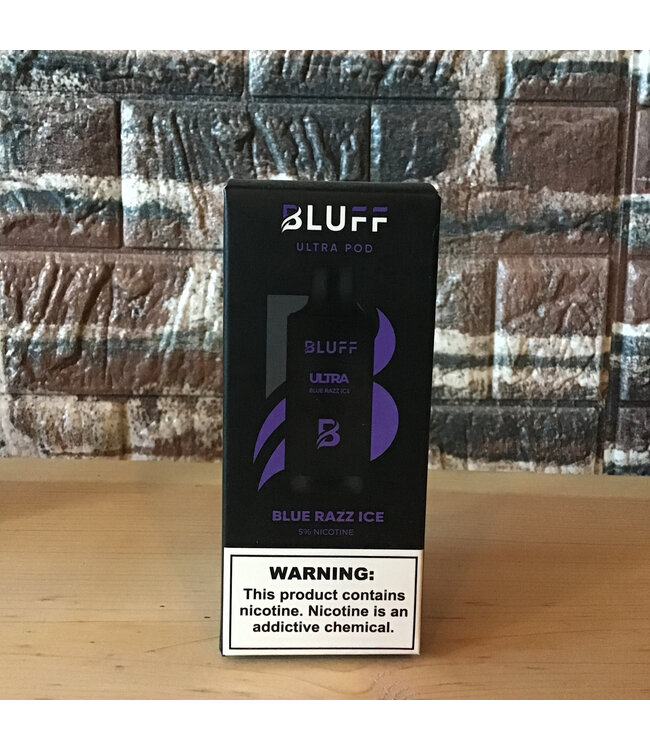 BLUFF
ULTRA POD
BLUFF
ULTRA
BLUE RAZZ ICE
B
BLUE RAZZ ICE
5% NICOTINE
WARNING:
This product contains
nicotine. Nicotine is an
addictive chemical.